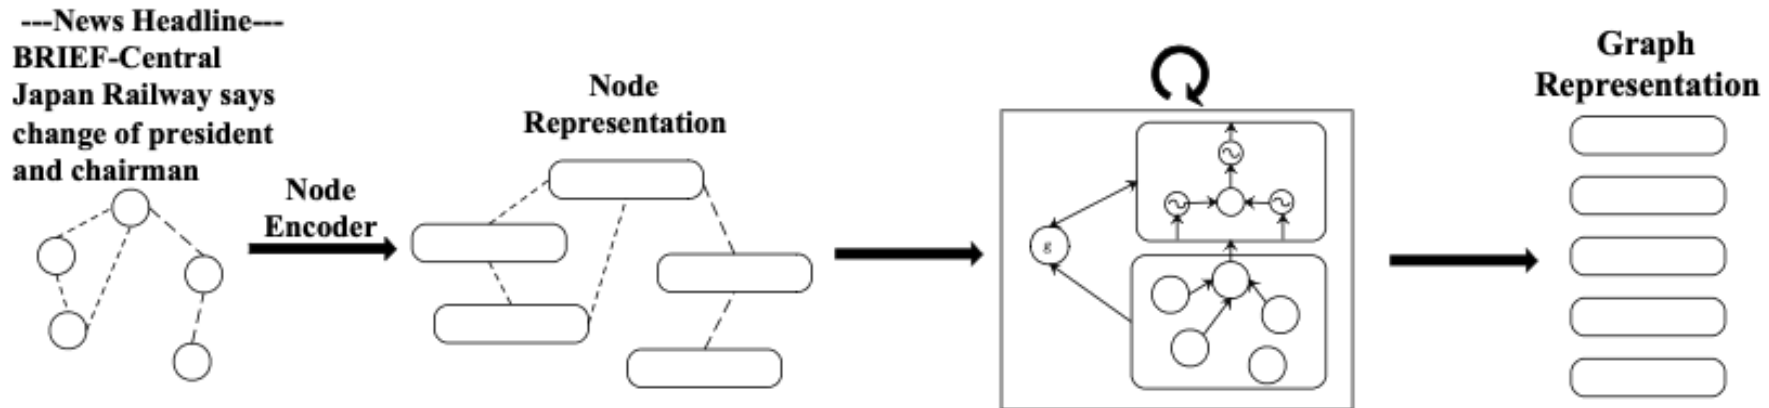 ---News Headline---
BRIEF-Central
Japan Railway says
change of president
and chairman
Node
Encoder
Node
Representation
g
Graph
Representation